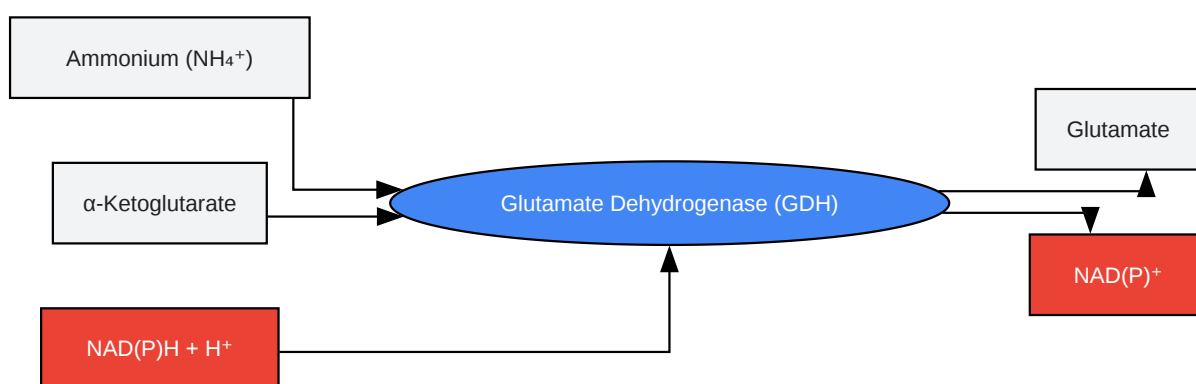 Ammonium (NH₄⁺)
α-Ketoglutarate
NAD(P)H + H⁺
Glutamate Dehydrogenase (GDH)
Glutamate
NAD(P)⁺